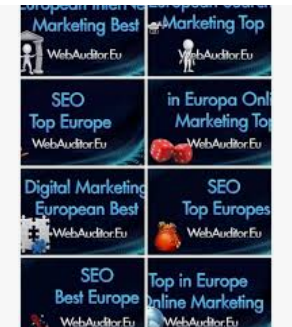 Marketing Best
WebAuditor.Eu
Marketing Top
WebAuditor.Eu
SEO
Top Europe
WebAuditor.Eu
in Europa Onli
Marketing To
WebAuditor.Eu
Digital Marketing
European Best
WebAuditor.Eu
SEO
Top Europes
WebAuditor.Eu
SEO
Best Europe
WebAuditor.Eu
Top in Europe
Online Marketing
WebAuditor.Eu